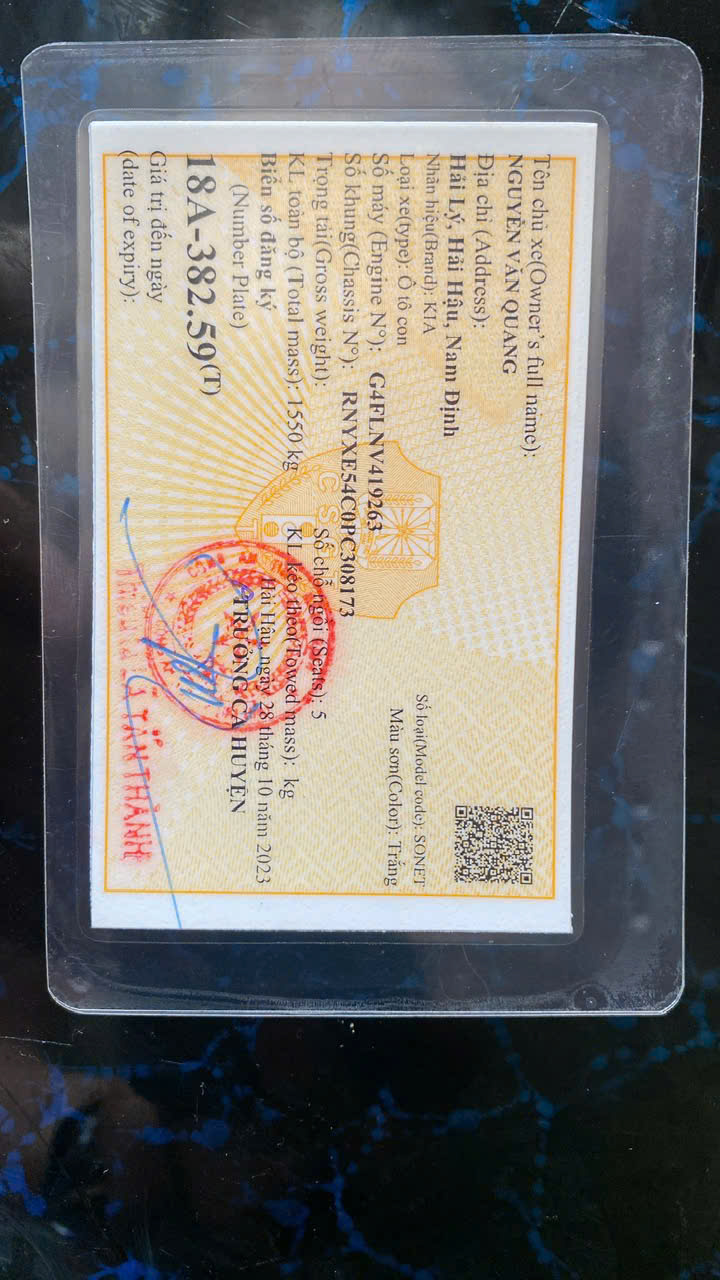 Tên chủ xe(Owner's full name):
NGUYỄN VĂN QUANG
Địa chỉ (Address):
Hải Lý, Hải Hậu, Nam Định
Nhãn hiệu(Brand): KIA
Số loại(Model code): SONET
Loại xe(type): Ô tô con
Màu sơn(Color): Trắng
Số máy (Engine N°): G4FLNV419263
Số khung(Chassis N°): RNYXE54C0PC308173
Trọng tải(Gross weight):
Số chỗ ngồi (Seats): 5
KL toàn bộ (Total mass): 1550 kg
KL kéo theo(Towed mass): kg
Biển số đăng ký
(Number Plate)
Hải Hậu, ngày 28 tháng 10 năm 2023
TRƯỞNG CA HUYỆN
18A-382.59(T)
Giá trị đến ngày
(date of expiry):
TÂN THÀNH